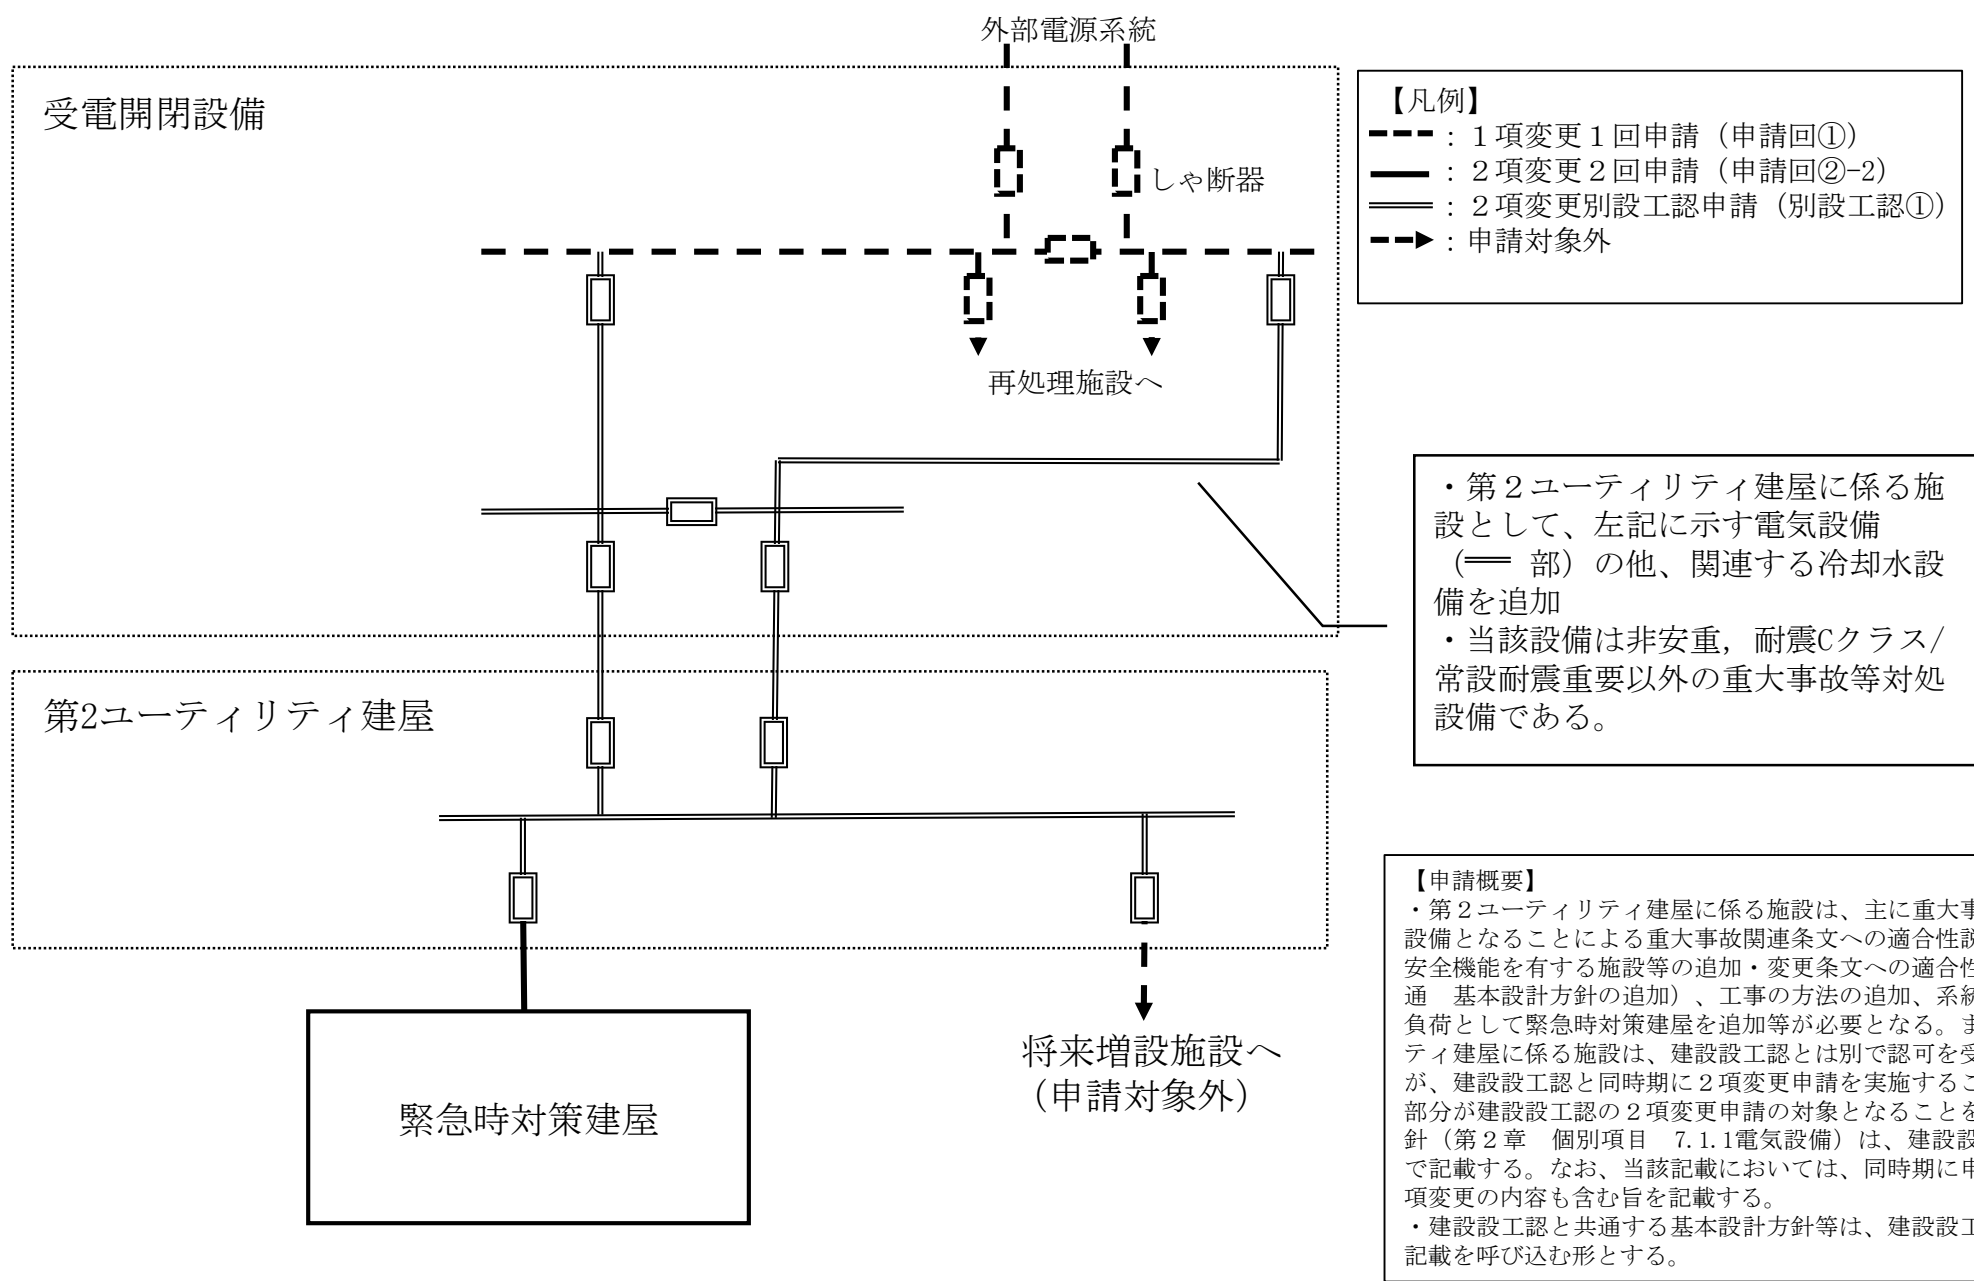 外部電源系統
受電開閉設備
しゃ断器
再処理施設へ
【凡例】
：１項変更１回申請（申請回①）
：２項変更２回申請（申請回②-2）
：２項変更別設工認申請（別設工認①）
：申請対象外
・第２ユーティリティ建屋に係る施
設として、左記に示す電気設備
（ 部）の他、関連する冷却水設
備を追加
・当該設備は非安重，耐震Cクラス/
常設耐震重要以外の重大事故等対処
設備である。
第2ユーティリティ建屋
緊急時対策建屋
将来増設施設へ
（申請対象外）
【申請概要】
・第２ユーティリティ建屋に係る施設は、主に重大事
設備となることによる重大事故関連条文への適合性説
安全機能を有する施設等の追加・変更条文への適合性
通　基本設計方針の追加）、工事の方法の追加、系統
負荷として緊急時対策建屋を追加等が必要となる。ま
ティ建屋に係る施設は、建設設工認とは別で認可を受
が、建設設工認と同時期に２項変更申請を実施するこ
部分が建設設工認の２項変更申請の対象となることを
針（第２章　個別項目　7.1.1電気設備）は、建設設
で記載する。なお、当該記載においては、同時期に申
項変更の内容も含む旨を記載する。
・建設設工認と共通する基本設計方針等は、建設設工
記載を呼び込む形とする。